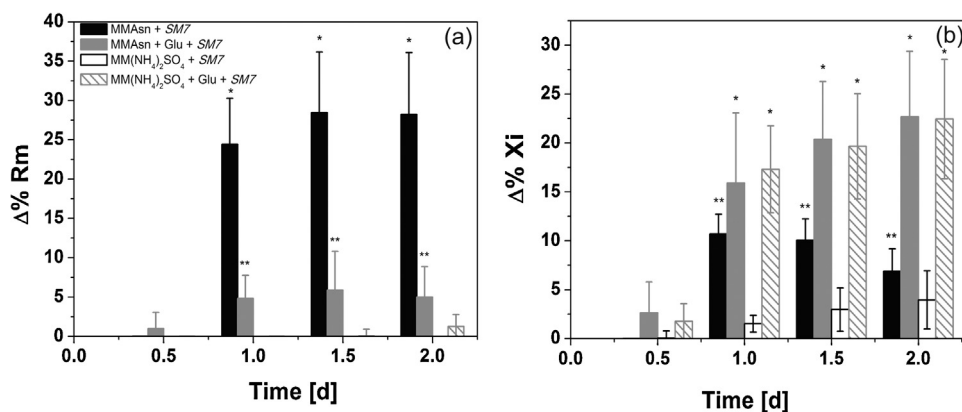 (a)
MMAsn + SM7
MMAsn + Glu + SM7
MM(NH4)2SO4 + SM7
MM(NH4)2SO4 + Glu + SM7
Δ% Rm
40
35
30
25
20
15
10
5
0
* * *
** ** **
0.0 0.5 1.0 1.5 2.0
Time [d]
(b)
Δ% Xi
30
25
20
15
10
5
0
** * *
** * *
** * *
0.0 0.5 1.0 1.5 2.0
Time [d]